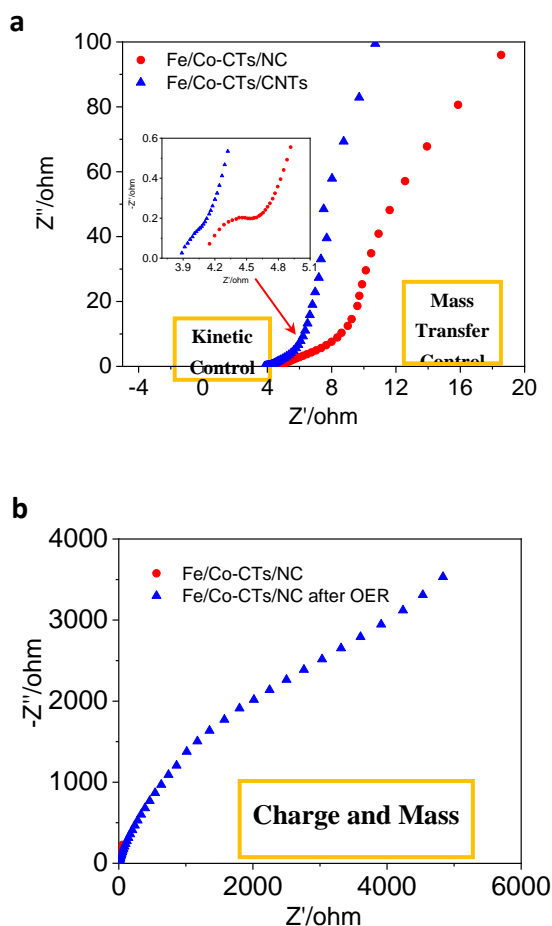 a
100
80
60
40
20
0
Z''/ohm
Fe/Co-CTs/NC
Fe/Co-CTs/CNTs
0.6
0.4
0.2
0.0
-Z''/ohm
3.9 4.2 4.5 4.8 5.1
Z'/ohm
Kinetic
Control
Mass
Transfer
Control
-4 0 4 8 12 16 20
Z'/ohm
b
4000
3000
2000
1000
0
-Z''/ohm
Fe/Co-CTs/NC
Fe/Co-CTs/NC after OER
Charge and Mass
0 2000 4000 6000
Z'/ohm